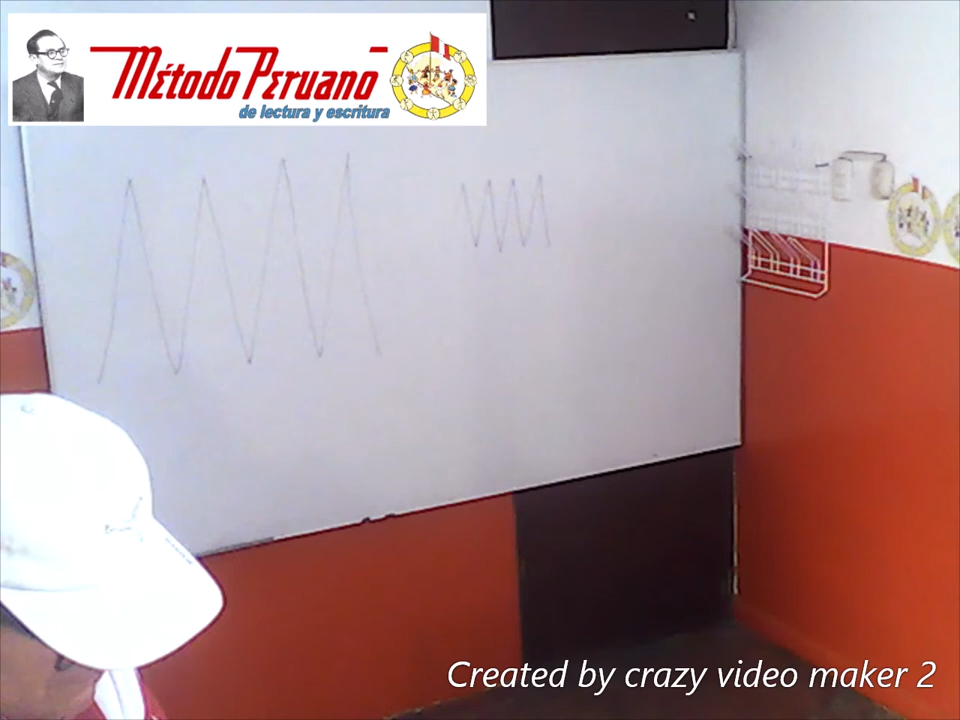 Método Peruano
de lectura y escritura
Created by crazy video maker 2